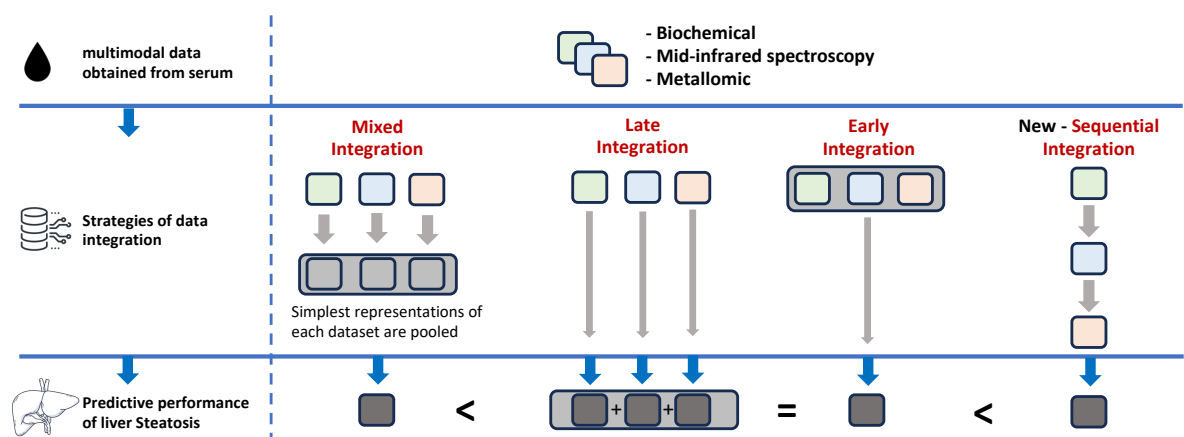 multimodal data
obtained from serum
- Biochemical
- Mid-infrared spectroscopy
- Metallomic
Strategies of data
integration
Mixed
Integration
Simplest representations of
each dataset are pooled
Late
Integration
Early
Integration
New - Sequential
Integration
Predictive performance
of liver Steatosis
< + + = <